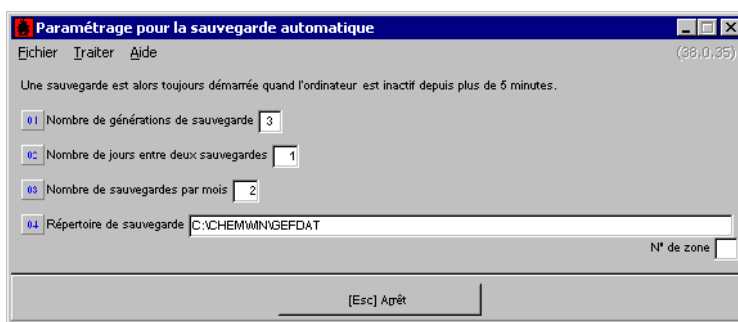 Paramétrage pour la sauvegarde automatique
Fichier Traiter Aide (38.0.35)
Une sauvegarde est alors toujours démarrée quand l'ordinateur est inactif depuis plus de 5 minutes.
01 Nombre de générations de sauvegarde 3
02 Nombre de jours entre deux sauvegardes 1
03 Nombre de sauvegardes par mois 2
04 Répertoire de sauvegarde C:\CHEMWIN\GEFDAT
N° de zone
[Esc] Arrêt